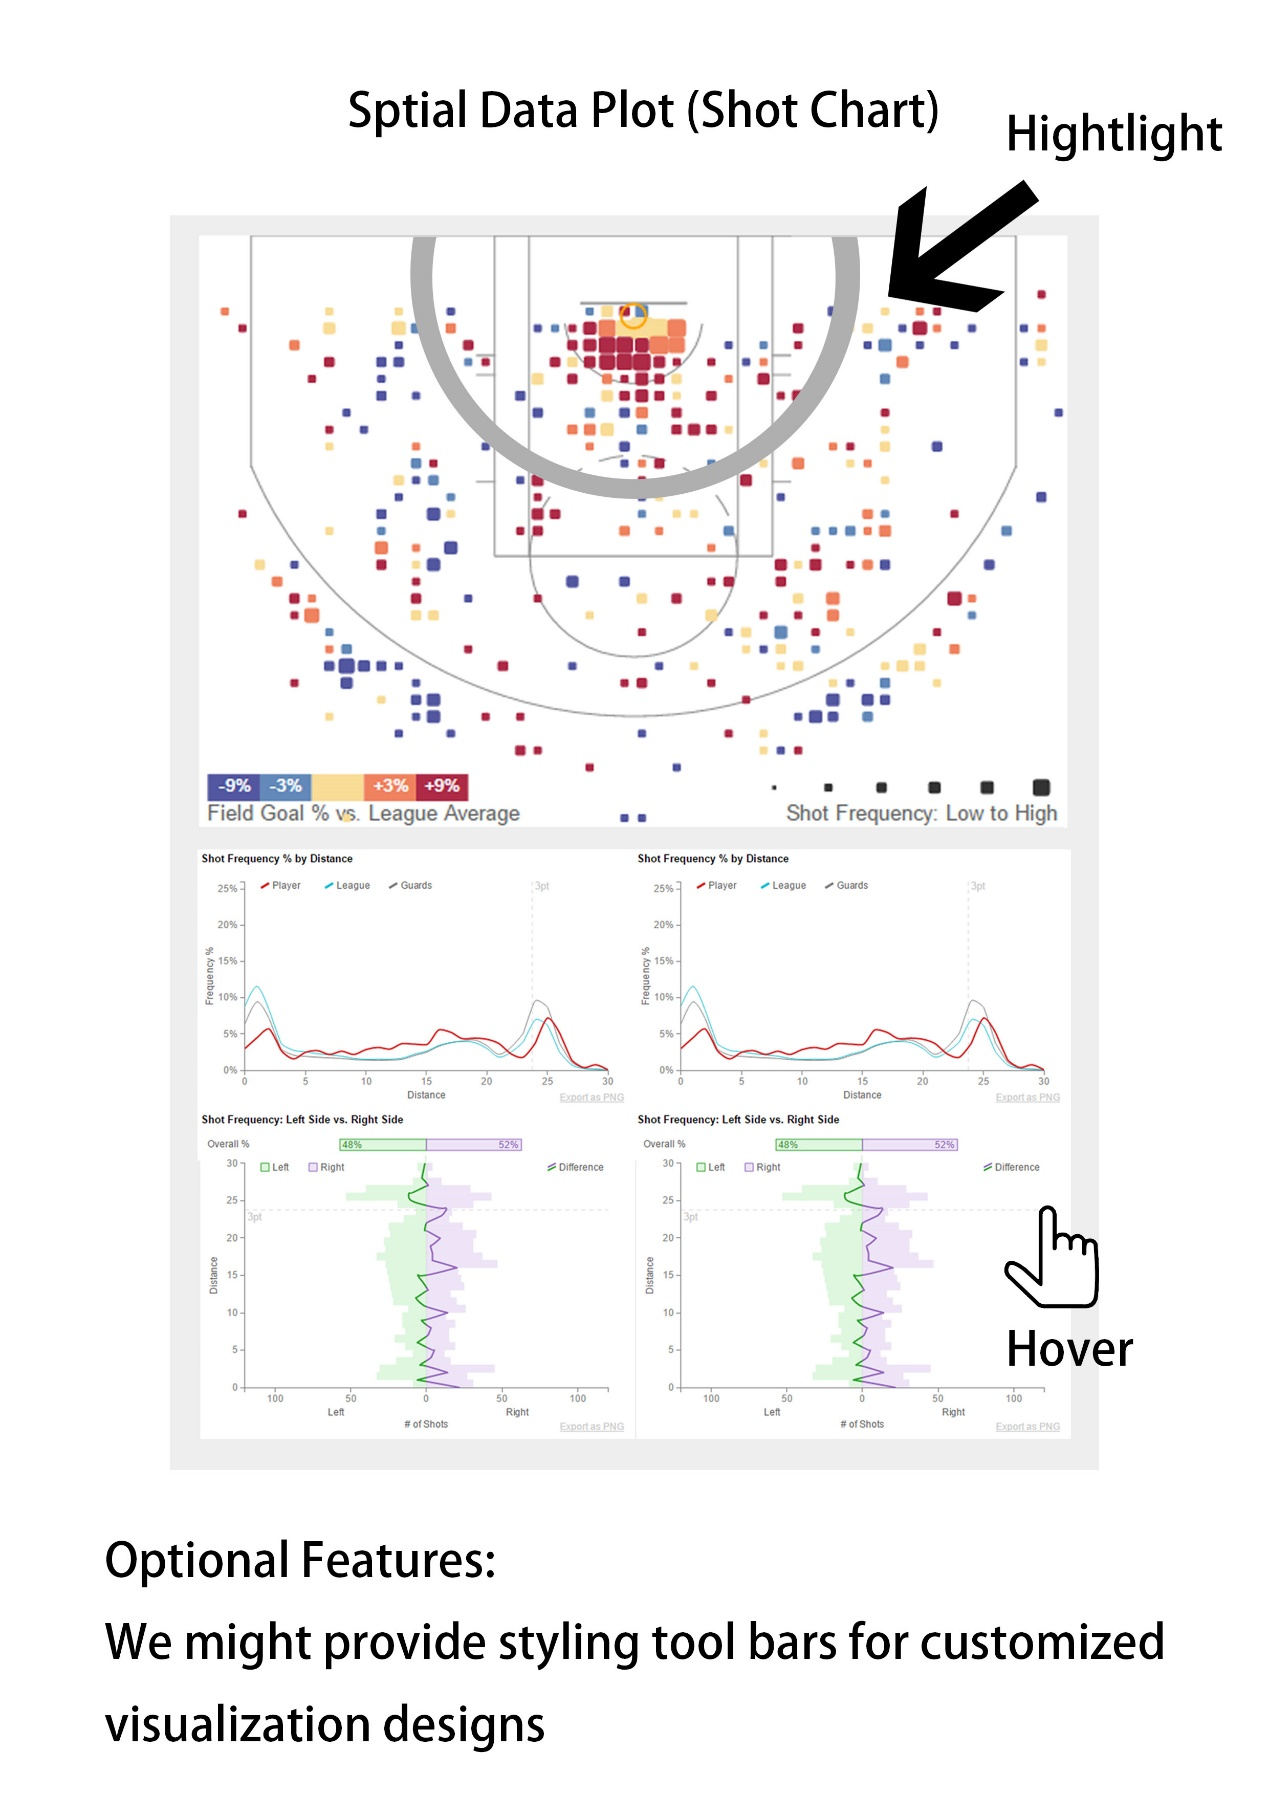 Sptial Data Plot (Shot Chart)
Hightlight
-9% -3% +3% +9%
Field Goal % vs. League Average
Shot Frequency: Low to High
Shot Frequency % by Distance
Player League Guards
3pt
25%
20%
15%
10%
5%
0%
Frequency %
0 5 10 15 20 25 30
Distance
Export as PNG
Shot Frequency % by Distance
Player League Guards
3pt
25%
20%
15%
10%
5%
0%
Frequency %
0 5 10 15 20 25 30
Distance
Export as PNG
Shot Frequency: Left Side vs. Right Side
Overall % 48% 52%
Left Right Difference
30
25
3pt
20
15
10
5
0
Distance
100 50 0 50 100
Left Right
# of Shots
Export as PNG
Shot Frequency: Left Side vs. Right Side
Overall % 48% 52%
Left Right Difference
30
25
3pt
20
15
10
5
0
Distance
100 50 0 50 100
Left Right
# of Shots
Export as PNG
Hover
Optional Features:
We might provide styling tool bars for customized
visualization designs